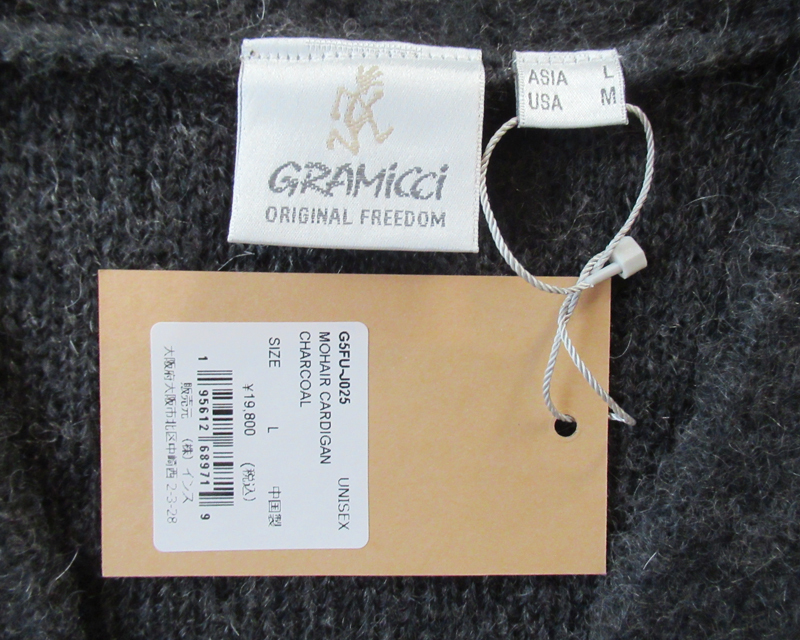 GRAMiCCi
ORIGINAL FREEDOM
ASIA L
USA M
G5FU-J025
MOHAIR CARDIGAN UNISEX
CHARCOAL
SIZE L 中国製
¥19,800 (税込)
1 95612 68971 9
販売元 (株) インス
大阪府大阪市北区中崎西 2-3-28